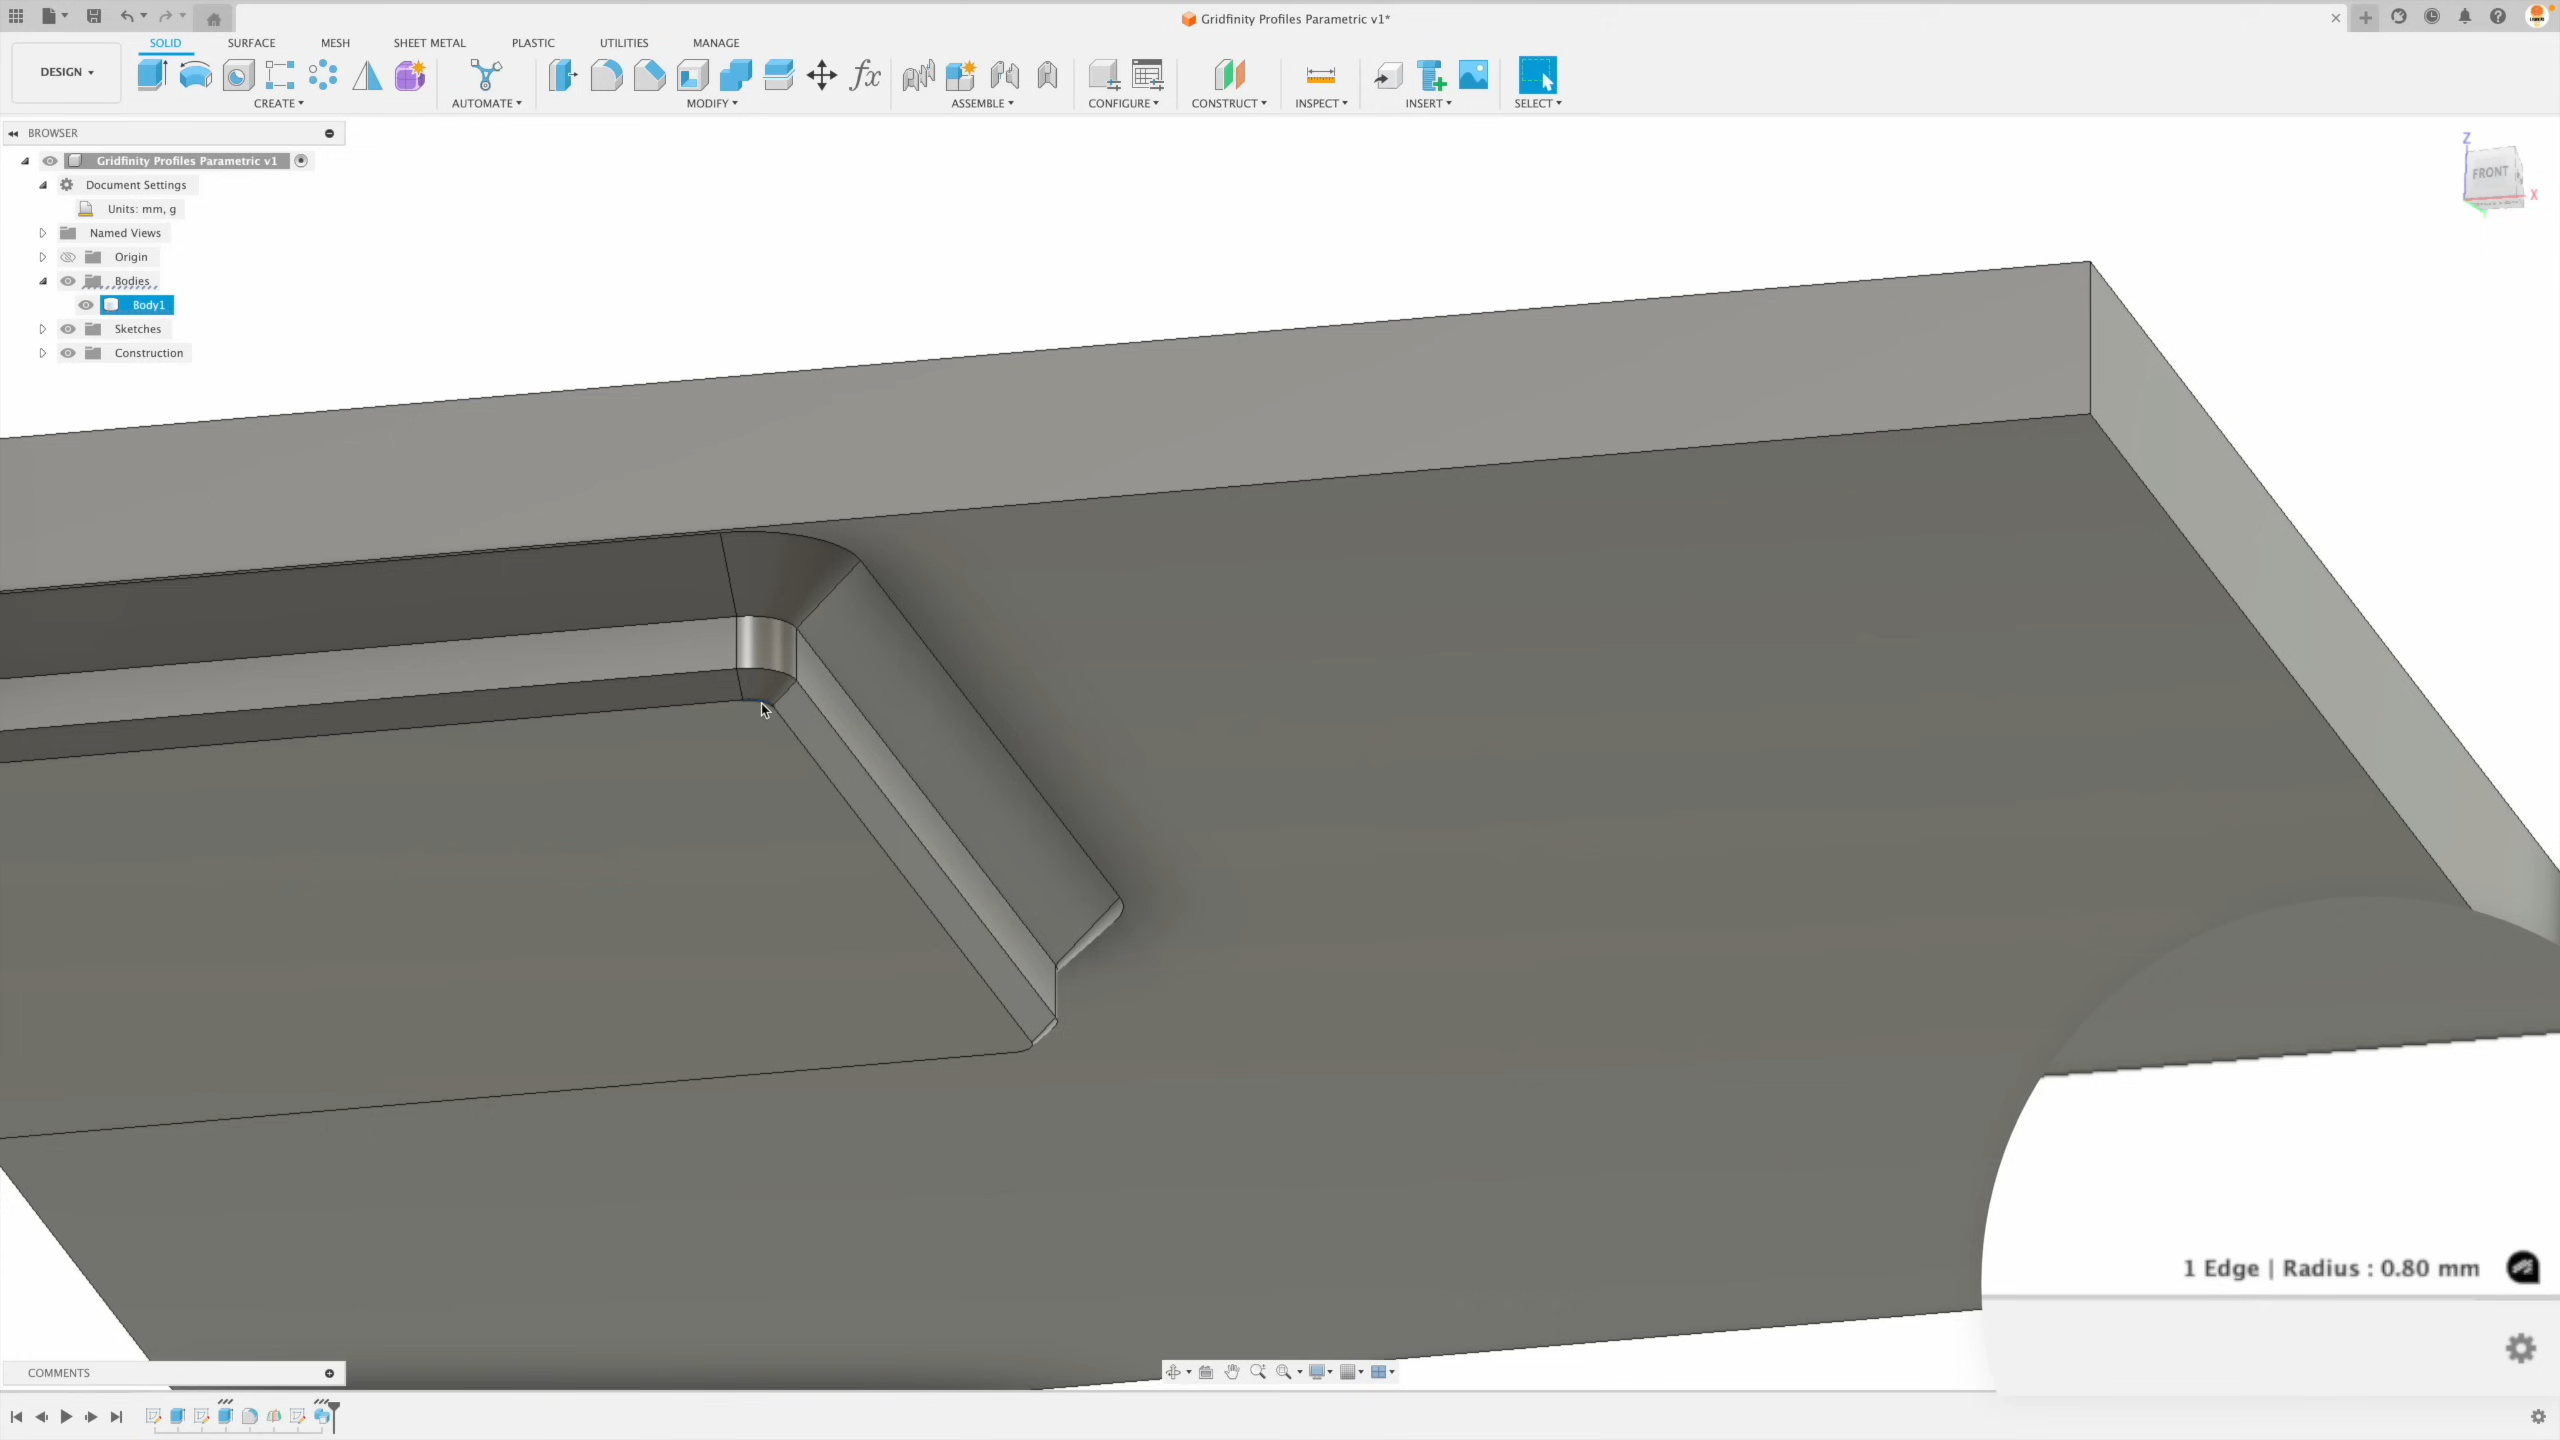 Gridfinity Profiles Parametric v1*
SOLID SURFACE MESH SHEET METAL PLASTIC UTILITIES MANAGE
DESIGN
CREATE AUTOMATE MODIFY ASSEMBLE CONFIGURE CONSTRUCT INSPECT INSERT SELECT
BROWSER
Gridfinity Profiles Parametric v1
Document Settings
Units: mm, g
Named Views
Origin
Bodies
Body1
Sketches
Construction
Z
FRONT
X
1 Edge | Radius : 0.80 mm
COMMENTS